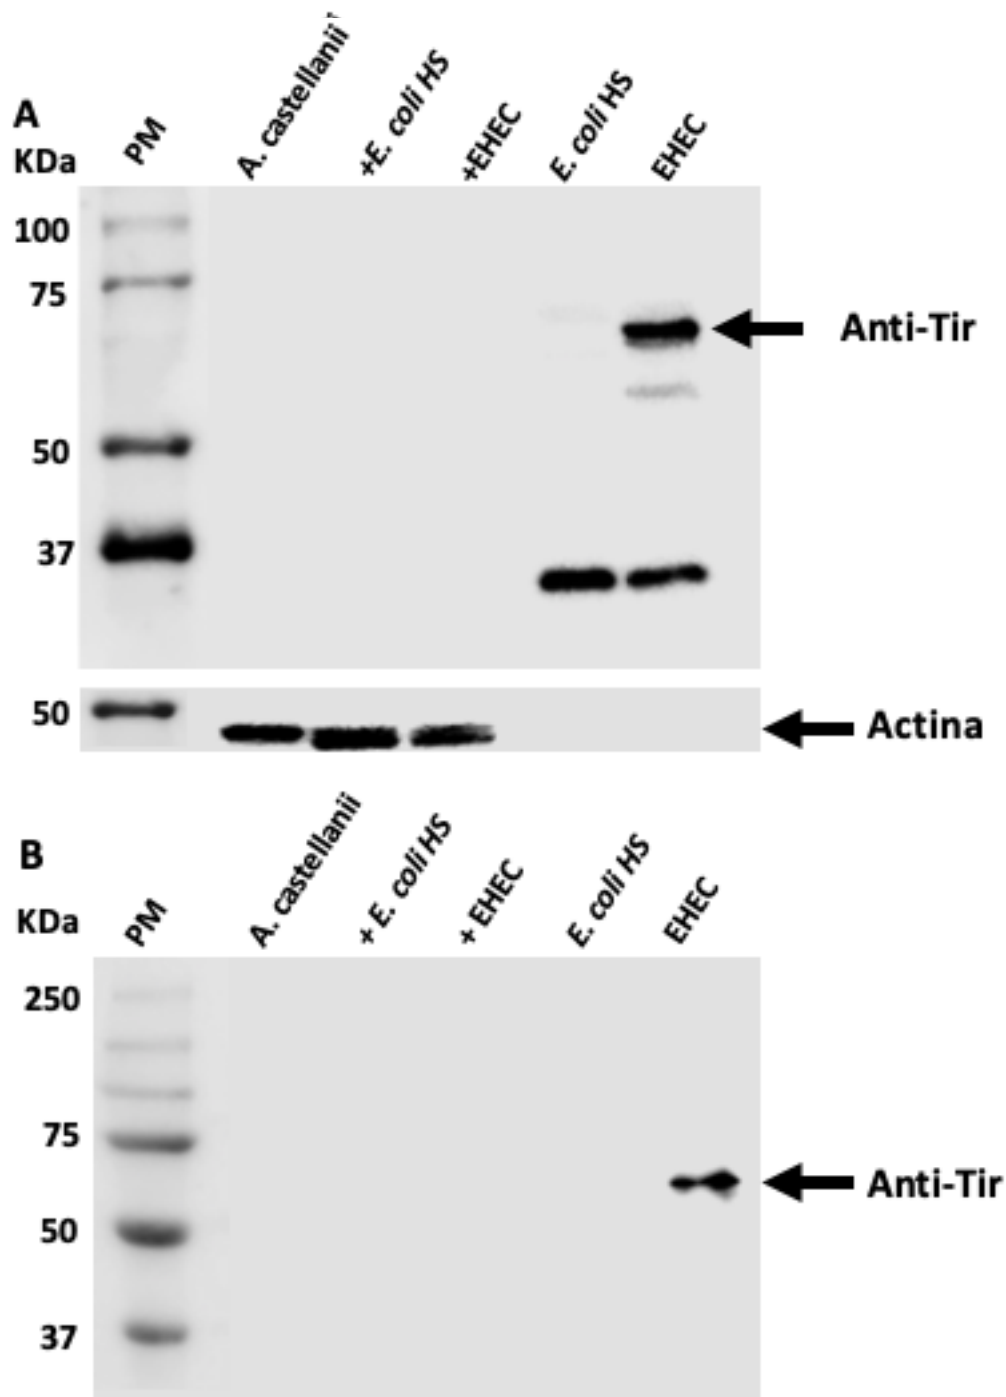 A
KDa
PM
A. castellanii
+E. coli HS
+EHEC
E. coli HS
EHEC
100
75
Anti-Tir
50
37
50
Actina
B
KDa
PM
A. castellanii
+ E. coli HS
+ EHEC
E. coli HS
EHEC
250
75
Anti-Tir
50
37